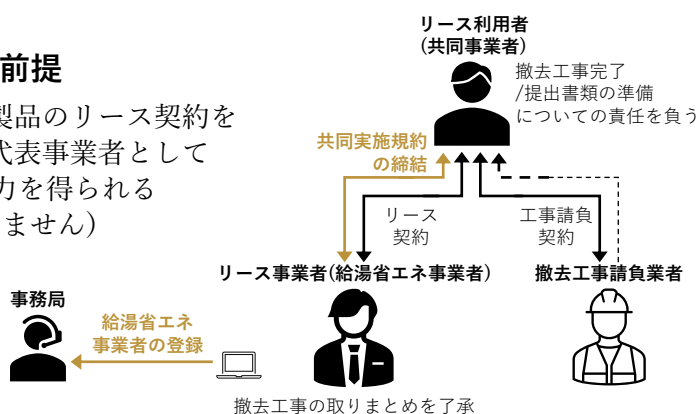 前提
製品のリース契約を
代表事業者として
力を得られる
ません）
リース利用者
(共同事業者)
撤去工事完了
/提出書類の準備
についての責任を負う
共同実施規約
の締結
リース
契約
工事請負
契約
リース事業者(給湯省エネ事業者)
撤去工事請負業者
事務局
給湯省エネ
事業者の登録
撤去工事の取りまとめを了承